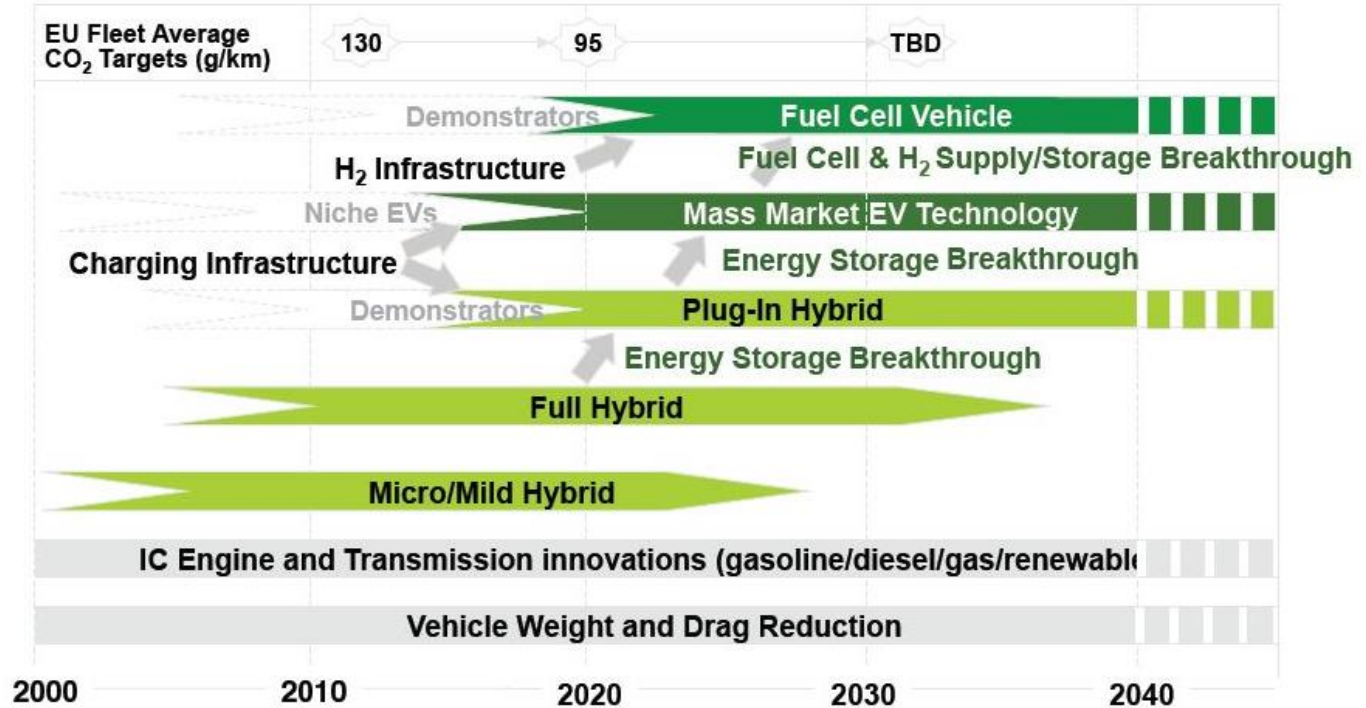 EU Fleet Average
CO₂ Targets (g/km)
130
95
TBD
Demonstrators
Fuel Cell Vehicle
H₂ Infrastructure
Fuel Cell & H₂ Supply/Storage Breakthrough
Niche EVs
Mass Market EV Technology
Charging Infrastructure
Energy Storage Breakthrough
Demonstrators
Plug-In Hybrid
Energy Storage Breakthrough
Full Hybrid
Micro/Mild Hybrid
IC Engine and Transmission innovations (gasoline/diesel/gas/renewable
Vehicle Weight and Drag Reduction
2000
2010
2020
2030
2040